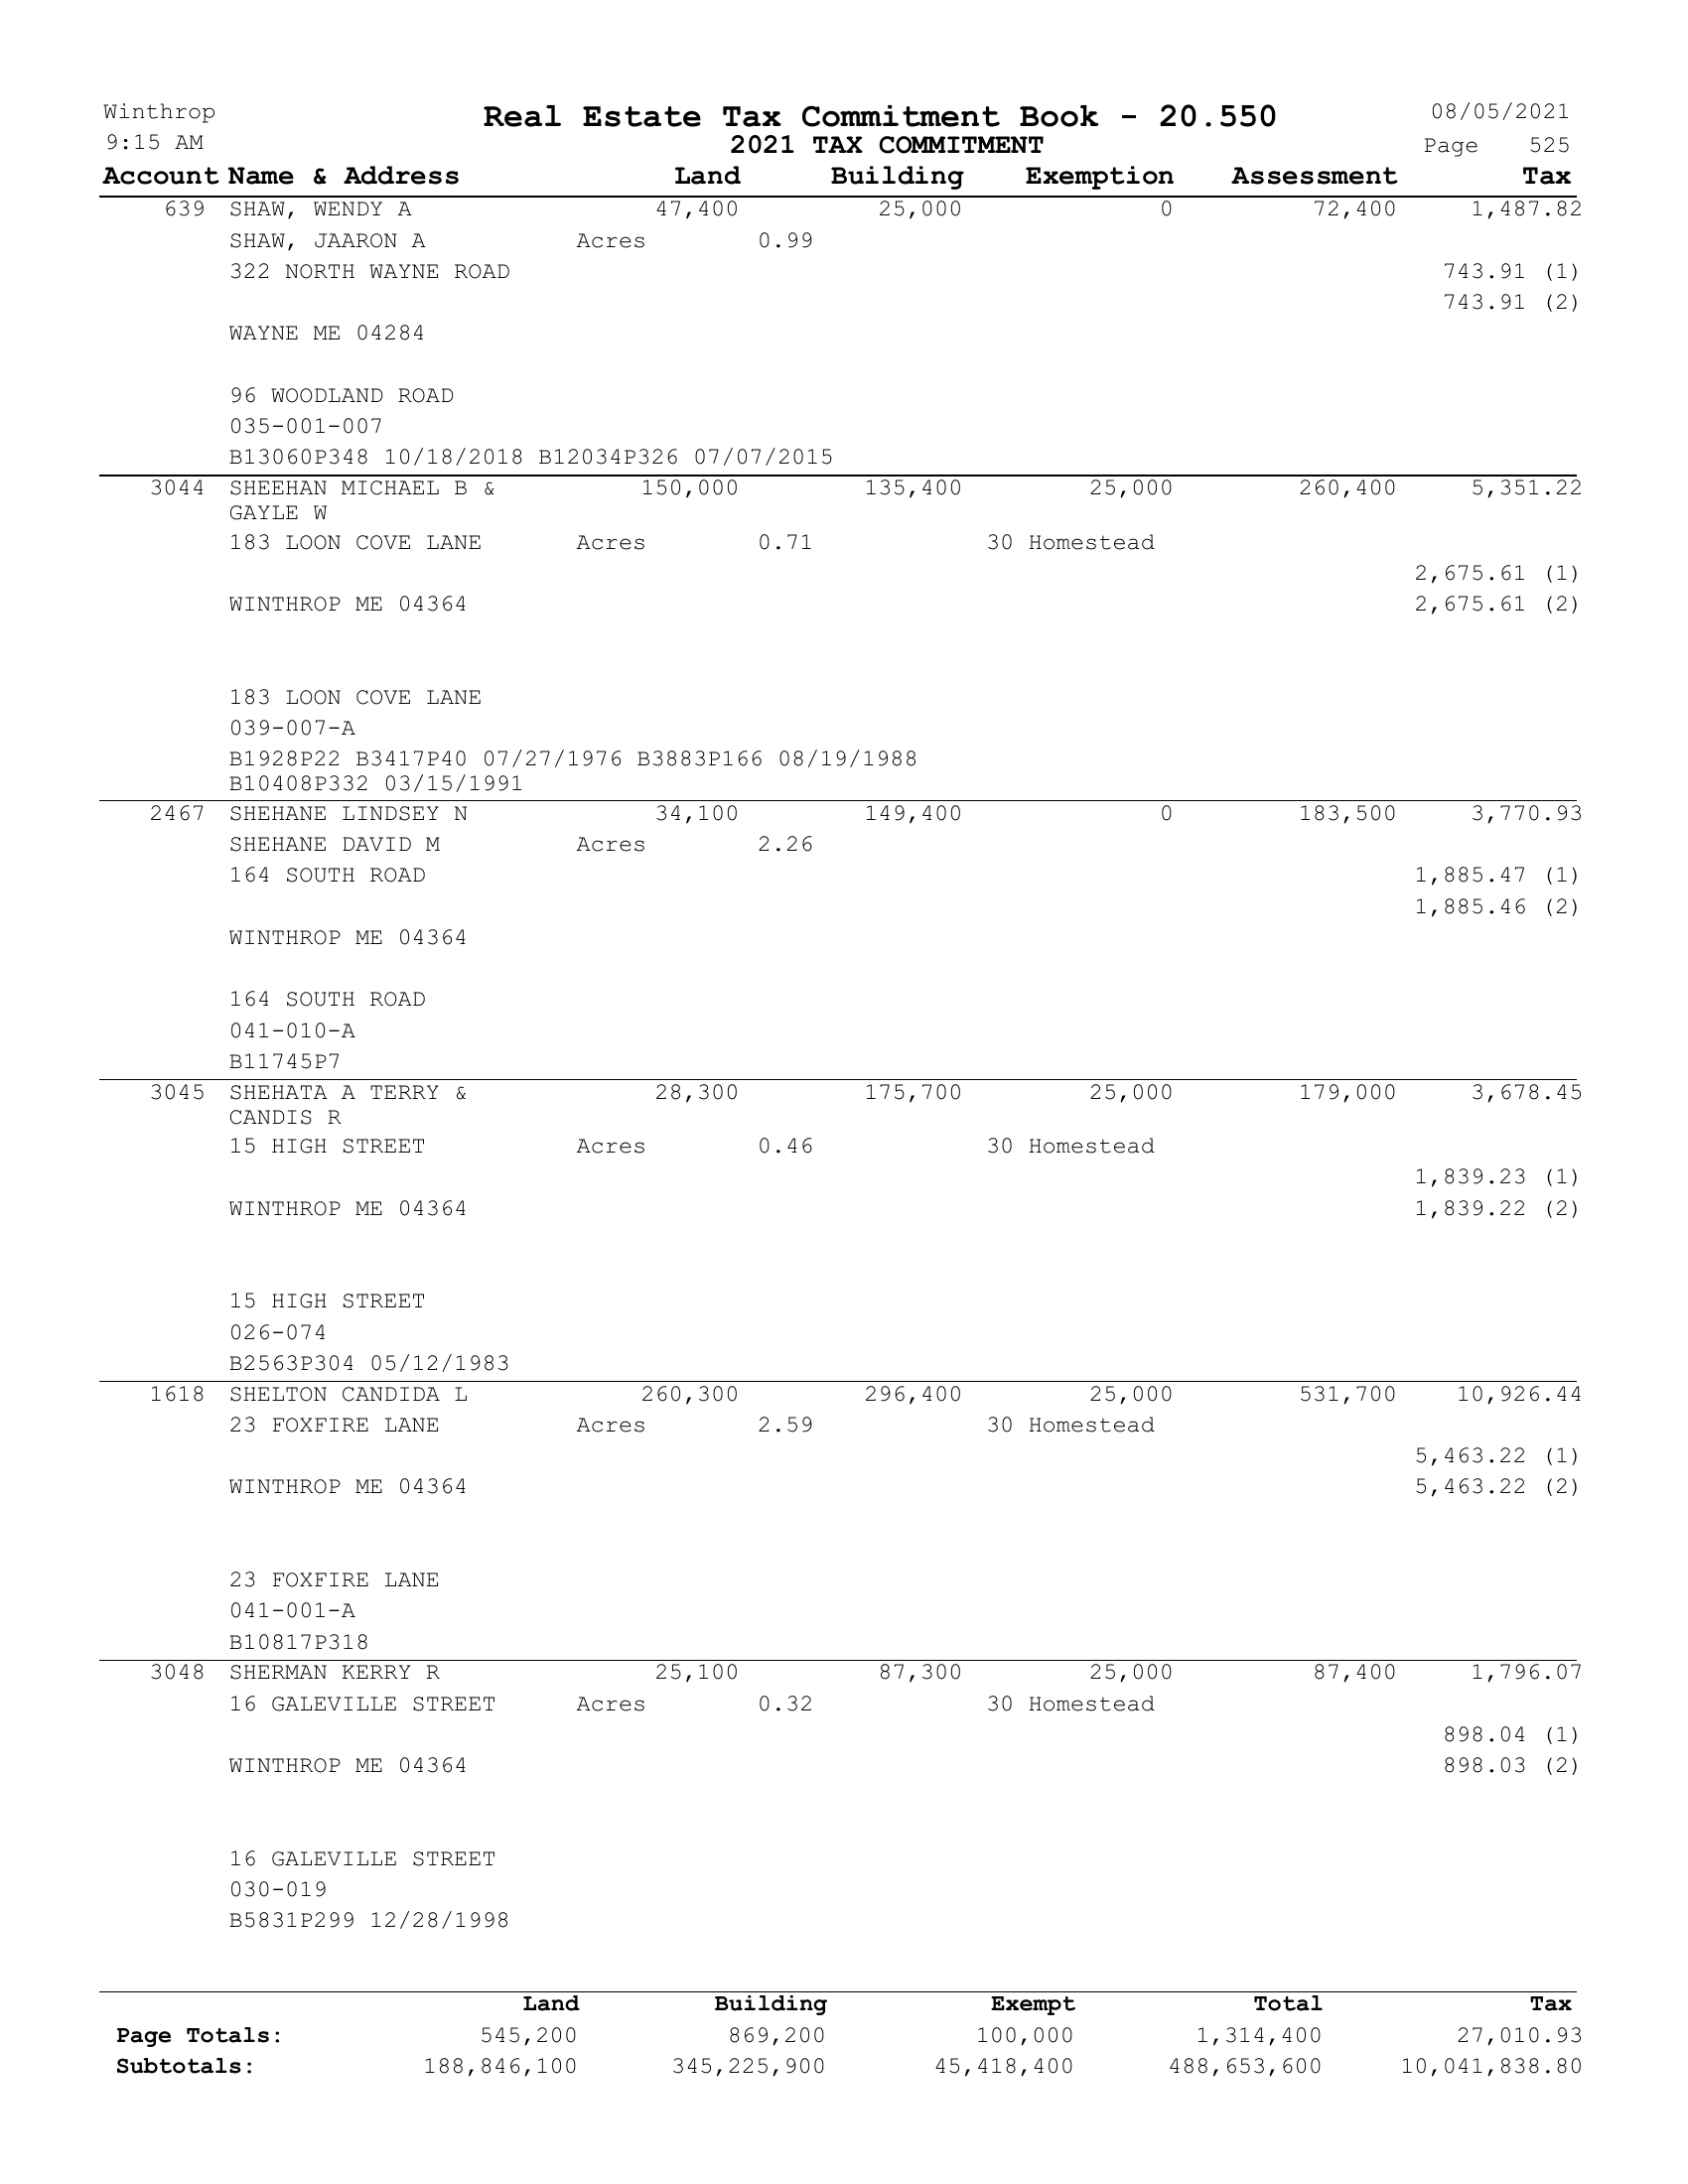 Winthrop Real Estate Tax Commitment Book - 20.550 08/05/2021
9:15 AM 2021 TAX COMMITMENT Page 525
Account Name & Address Land Building Exemption Assessment Tax
639 SHAW, WENDY A 47,400 25,000 0 72,400 1,487.82
SHAW, JAARON A Acres 0.99
322 NORTH WAYNE ROAD 743.91 (1)
743.91 (2)
WAYNE ME 04284
96 WOODLAND ROAD
035-001-007
B13060P348 10/18/2018 B12034P326 07/07/2015
3044 SHEEHAN MICHAEL B & 150,000 135,400 25,000 260,400 5,351.22
GAYLE W
183 LOON COVE LANE Acres 0.71 30 Homestead
2,675.61 (1)
WINTHROP ME 04364 2,675.61 (2)
183 LOON COVE LANE
039-007-A
B1928P22 B3417P40 07/27/1976 B3883P166 08/19/1988
B10408P332 03/15/1991
2467 SHEHANE LINDSEY N 34,100 149,400 0 183,500 3,770.93
SHEHANE DAVID M Acres 2.26
164 SOUTH ROAD 1,885.47 (1)
1,885.46 (2)
WINTHROP ME 04364
164 SOUTH ROAD
041-010-A
B11745P7
3045 SHEHATA A TERRY & 28,300 175,700 25,000 179,000 3,678.45
CANDIS R
15 HIGH STREET Acres 0.46 30 Homestead
1,839.23 (1)
WINTHROP ME 04364 1,839.22 (2)
15 HIGH STREET
026-074
B2563P304 05/12/1983
1618 SHELTON CANDIDA L 260,300 296,400 25,000 531,700 10,926.44
23 FOXFIRE LANE Acres 2.59 30 Homestead
5,463.22 (1)
WINTHROP ME 04364 5,463.22 (2)
23 FOXFIRE LANE
041-001-A
B10817P318
3048 SHERMAN KERRY R 25,100 87,300 25,000 87,400 1,796.07
16 GALEVILLE STREET Acres 0.32 30 Homestead
898.04 (1)
WINTHROP ME 04364 898.03 (2)
16 GALEVILLE STREET
030-019
B5831P299 12/28/1998
Land Building Exempt Total Tax
Page Totals: 545,200 869,200 100,000 1,314,400 27,010.93
Subtotals: 188,846,100 345,225,900 45,418,400 488,653,600 10,041,838.80